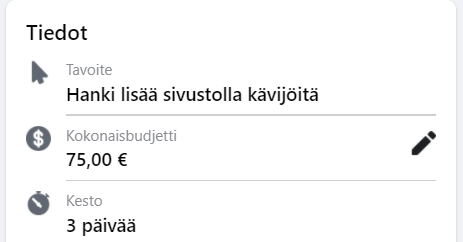 Tiedot
Tavoite
Hanki lisää sivustolla kävijöitä
Kokonaisbudjetti
75,00 €
Kesto
3 päivää